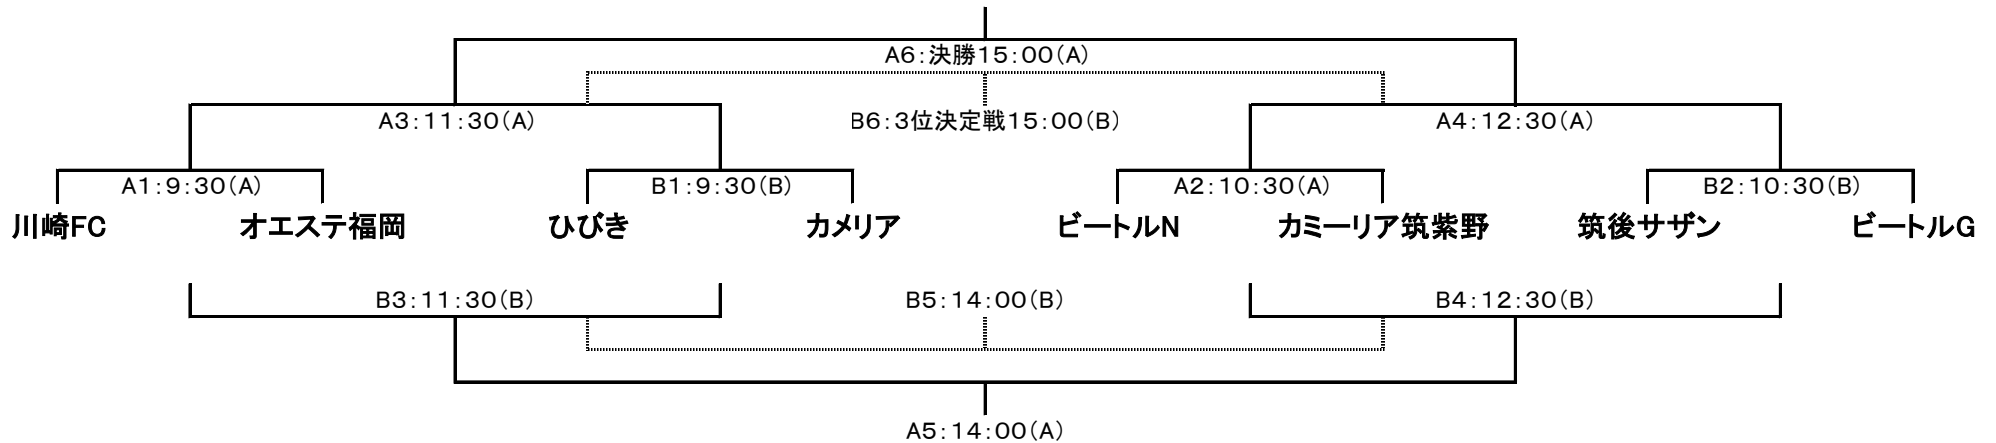 A6：決勝15：00（A）
A3：11：30（A）
B6：3位決定戦15：00（B）
A4：12：30（A）
A1：9：30（A）
B1：9：30（B）
A2：10：30（A）
B2：10：30（B）
川崎FC
オエステ福岡
ひびき
カメリア
ビートルN
カミーリア筑紫野
筑後サザン
ビートルG
B3：11：30（B）
B5：14：00（B）
B4：12：30（B）
A5：14：00（A）